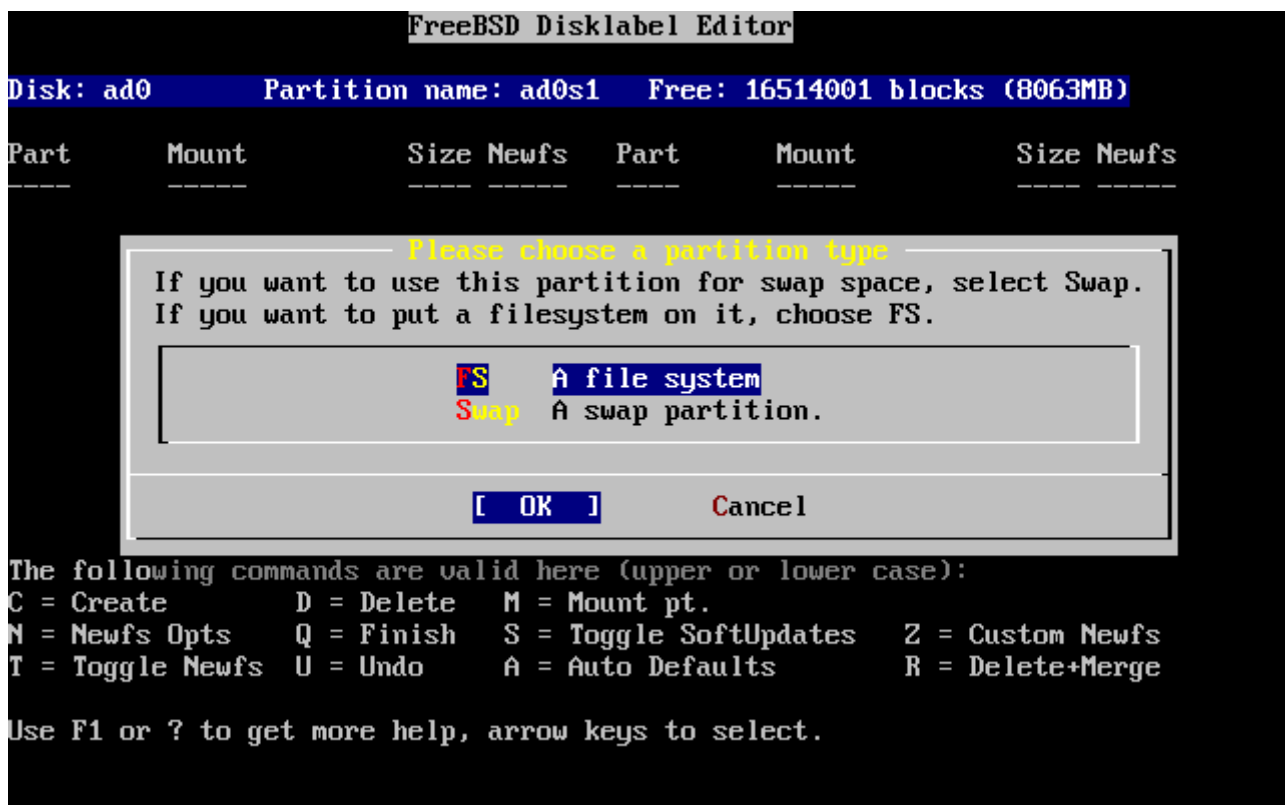 FreeBSD Disklabel Editor
Disk: ad0 Partition name: ad0s1 Free: 16514001 blocks (8063MB)
Part Mount Size Newfs Part Mount Size Newfs
---- ----- ---- ----- ---- ----- ---- -----
Please choose a partition type
If you want to use this partition for swap space, select Swap.
If you want to put a filesystem on it, choose FS.
FS A file system
Swap A swap partition.
[ OK ] Cancel
The following commands are valid here (upper or lower case):
C = Create D = Delete M = Mount pt.
N = Newfs Opts Q = Finish S = Toggle SoftUpdates Z = Custom Newfs
T = Toggle Newfs U = Undo A = Auto Defaults R = Delete+Merge
Use F1 or ? to get more help, arrow keys to select.